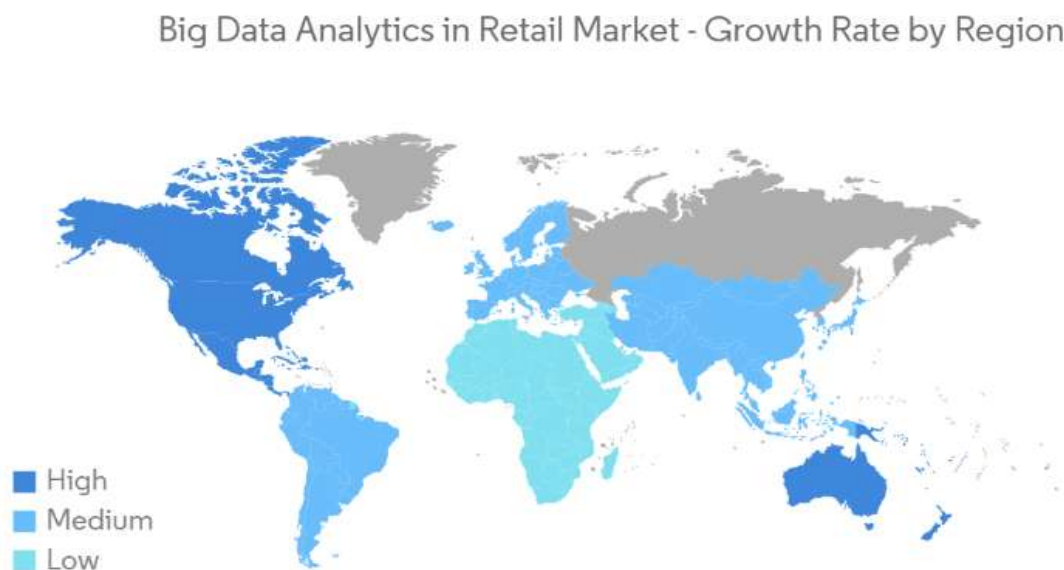 Big Data Analytics in Retail Market - Growth Rate by Region
High
Medium
Low